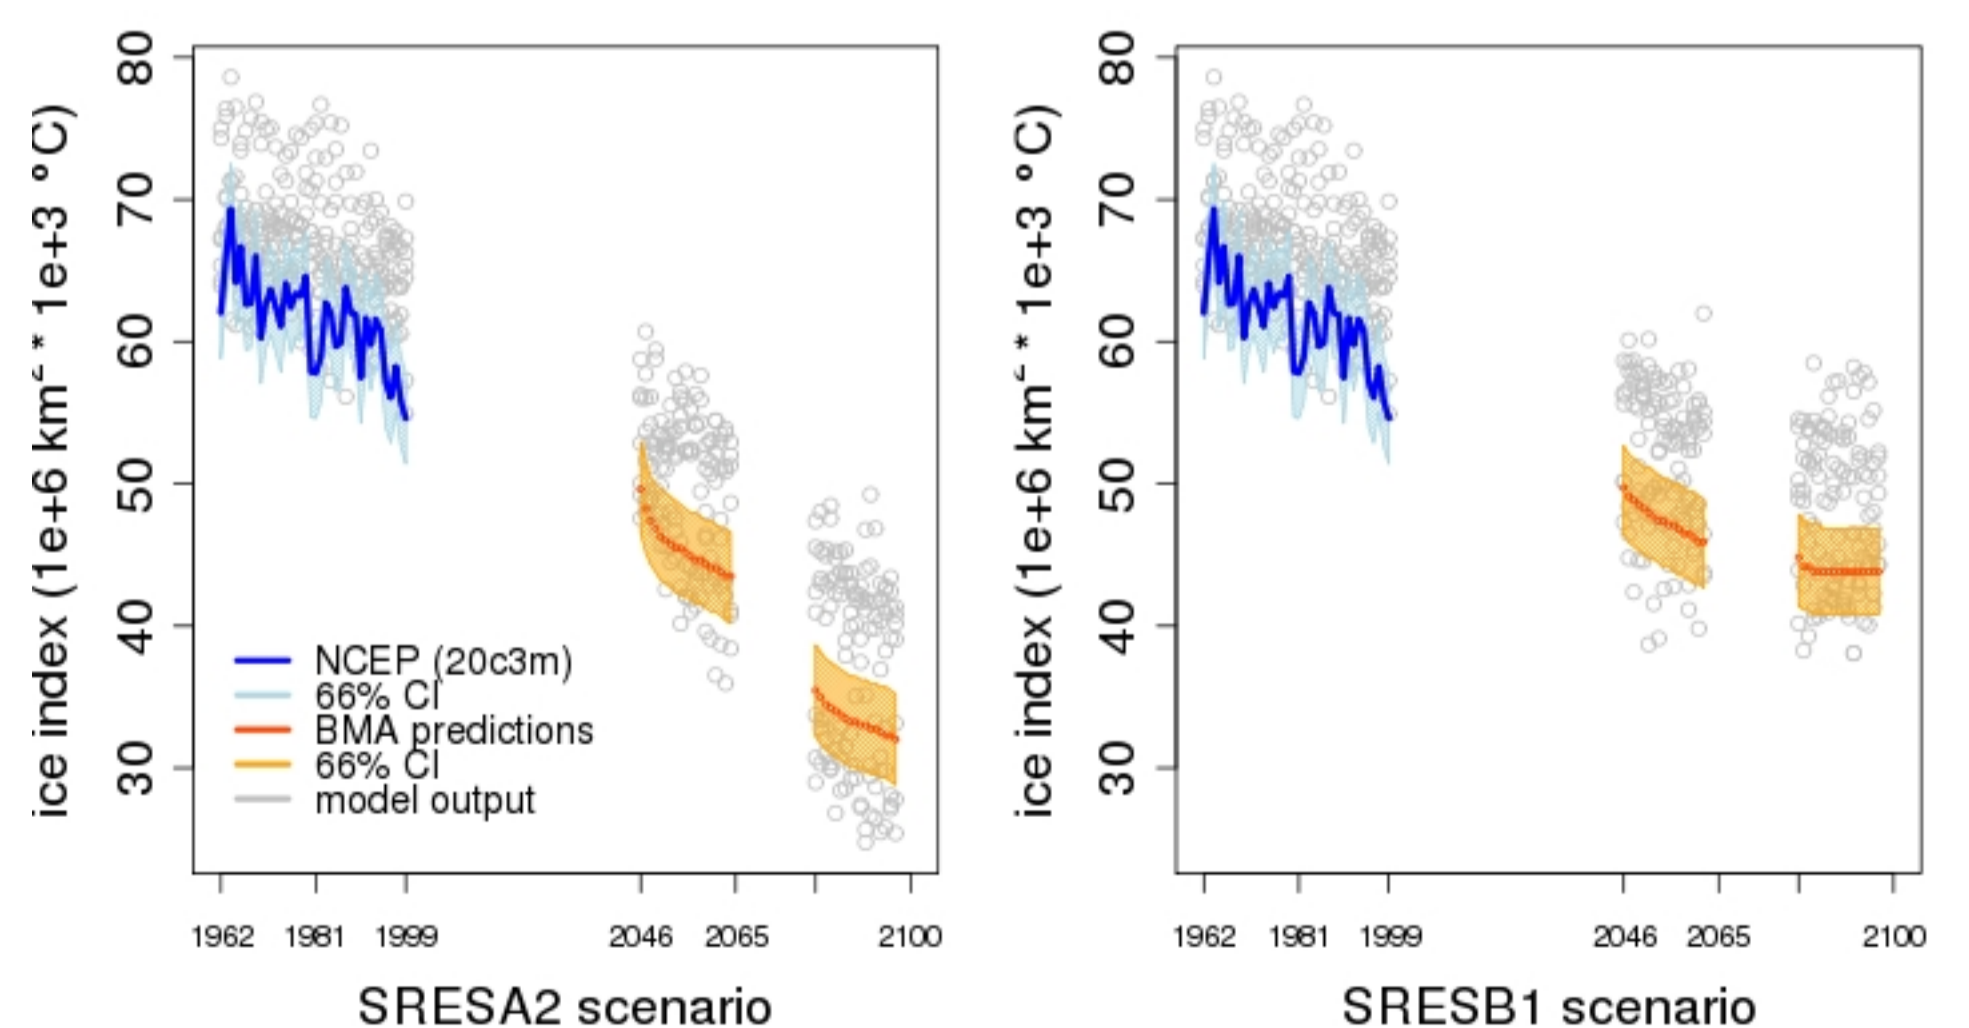 80
70
60
50
40
30
ice index (1e+6 km² * 1e+3 °C)
NCEP (20c3m)
66% CI
BMA predictions
66% CI
model output
1962 1981 1999 2046 2065 2100
SRESA2 scenario
80
70
60
50
40
30
ice index (1e+6 km² * 1e+3 °C)
1962 1981 1999 2046 2065 2100
SRESB1 scenario